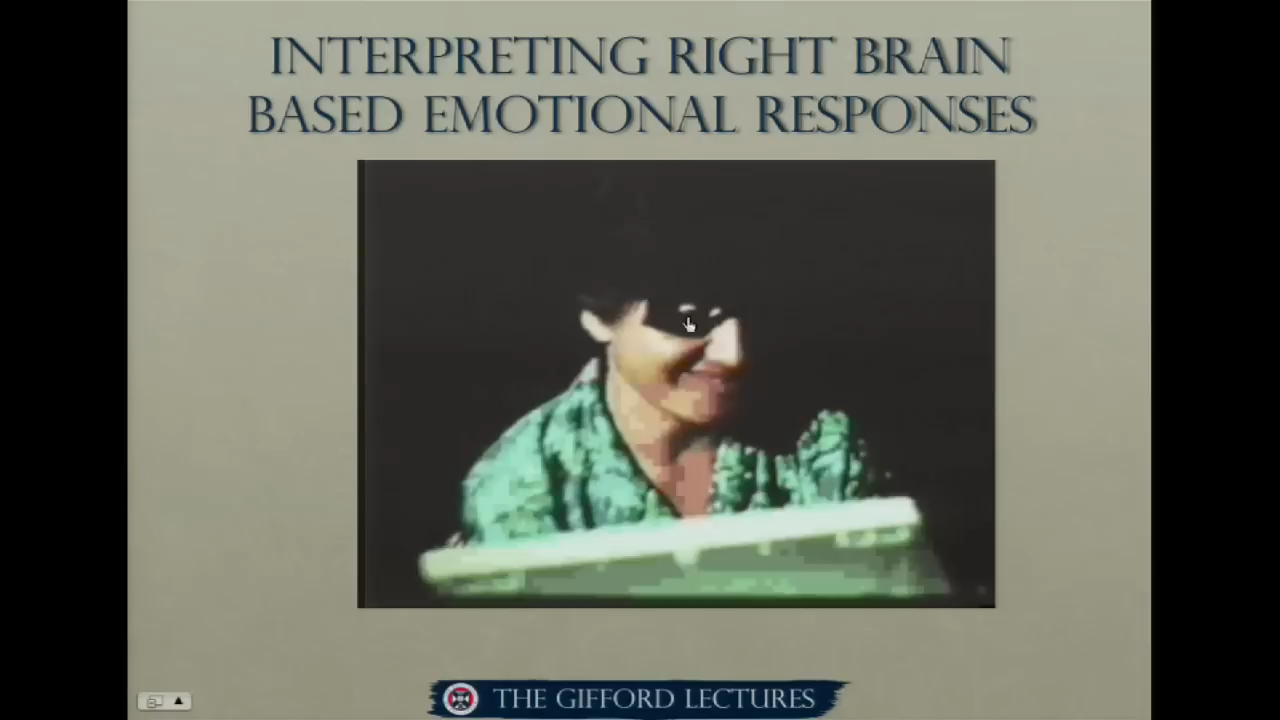 INTERPRETING RIGHT BRAIN
BASED EMOTIONAL RESPONSES
THE GIFFORD LECTURES